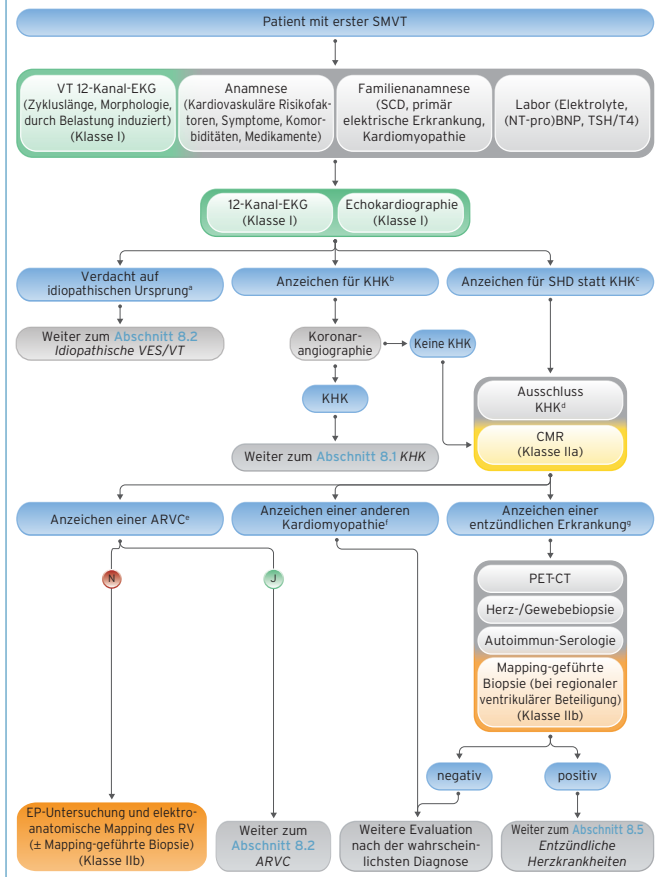 Patient mit erster SMVT
VT 12-Kanal-EKG
(Zykluslänge, Morphologie,
durch Belastung induziert)
(Klasse I)
Anamnese
(Kardiovaskuläre Risikofak-
toren, Symptome, Komor-
biditäten, Medikamente)
Familienanamnese
(SCD, primär
elektrische Erkrankung,
Kardiomyopathie
Labor (Elektrolyte,
(NT-pro)BNP, TSH/T4)
12-Kanal-EKG
(Klasse I)
Echokardiographie
(Klasse I)
Verdacht auf
idiopathischen Ursprungᵃ
Anzeichen für KHKᵇ
Anzeichen für SHD statt KHKᶜ
Weiter zum Abschnitt 8.2
Idiopathische VES/VT
Koronar-
angiographie
Keine KHK
KHK
Ausschluss
KHKᵈ
CMR
(Klasse IIa)
Weiter zum Abschnitt 8.1 KHK
Anzeichen einer ARVCᵉ
Anzeichen einer anderen
Kardiomyopathieᶠ
Anzeichen einer
entzündlichen Erkrankungᵍ
N
J
PET-CT
Herz-/Gewebebiopsie
Autoimmun-Serologie
Mapping-geführte
Biopsie (bei regionaler
ventrikulärer Beteiligung)
(Klasse IIb)
negativ
positiv
EP-Untersuchung und elektro-
anatomische Mapping des RV
(± Mapping-geführte Biopsie)
(Klasse IIb)
Weiter zum
Abschnitt 8.2
ARVC
Weitere Evaluation
nach der wahrschein-
lichsten Diagnose
Weiter zum Abschnitt 8.5
Entzündliche
Herzkrankheiten